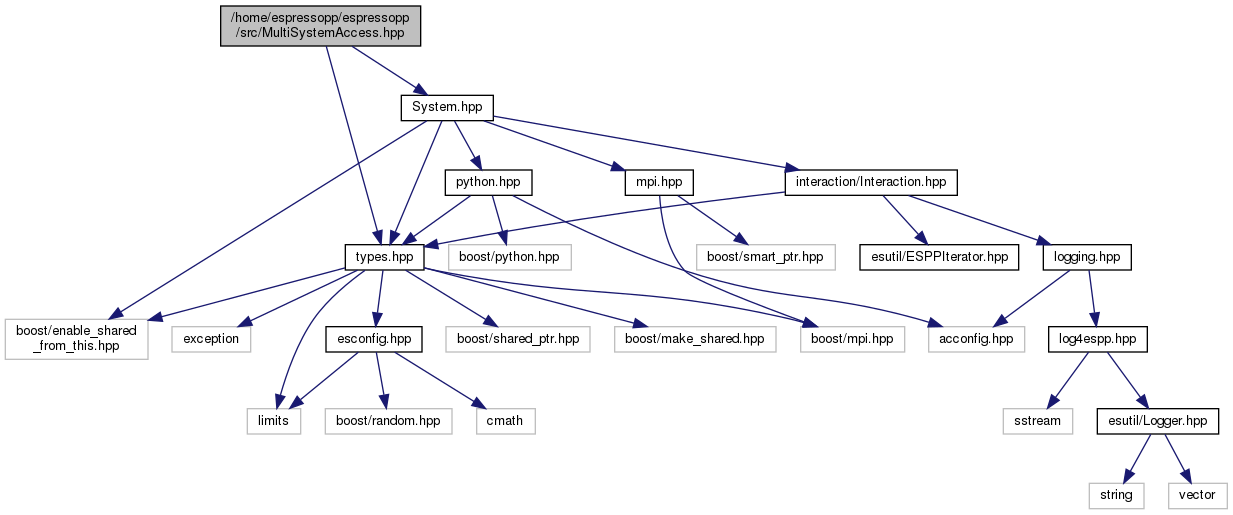 /home/espressopp/espressopp
/src/MultiSystemAccess.hpp
System.hpp
python.hpp
mpi.hpp
interaction/Interaction.hpp
types.hpp
boost/python.hpp
boost/smart_ptr.hpp
esutil/ESPPIterator.hpp
logging.hpp
boost/enable_shared
_from_this.hpp
exception
esconfig.hpp
boost/shared_ptr.hpp
boost/make_shared.hpp
boost/mpi.hpp
acconfig.hpp
log4espp.hpp
limits
boost/random.hpp
cmath
sstream
esutil/Logger.hpp
string
vector